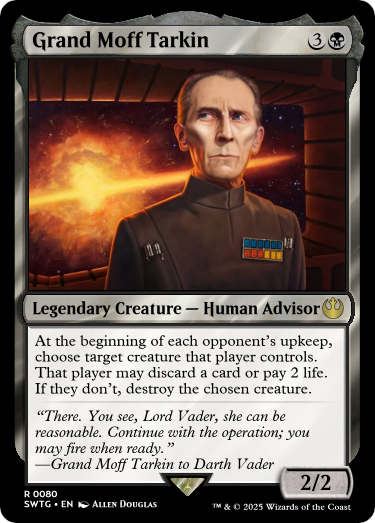 Grand Moff Tarkin 3
Legendary Creature — Human Advisor
At the beginning of each opponent's upkeep,
choose target creature that player controls.
That player may discard a card or pay 2 life.
If they don't, destroy the chosen creature.
“There. You see, Lord Vader, she can be
reasonable. Continue with the operation; you
may fire when ready.”
—Grand Moff Tarkin to Darth Vader
2/2
R 0080
SWTG • EN Allen Douglas
™ & © 2025 Wizards of the Coast